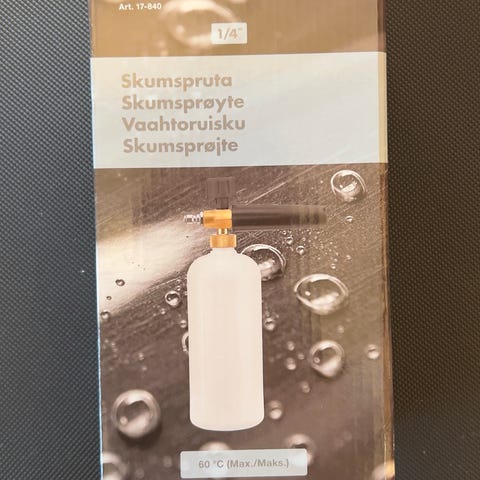 Art. 17-840
1/4"
Skumspruta
Skumsprøyte
Vaahtoruisku
Skumsprøjte
60 °C (Max./Maks.)